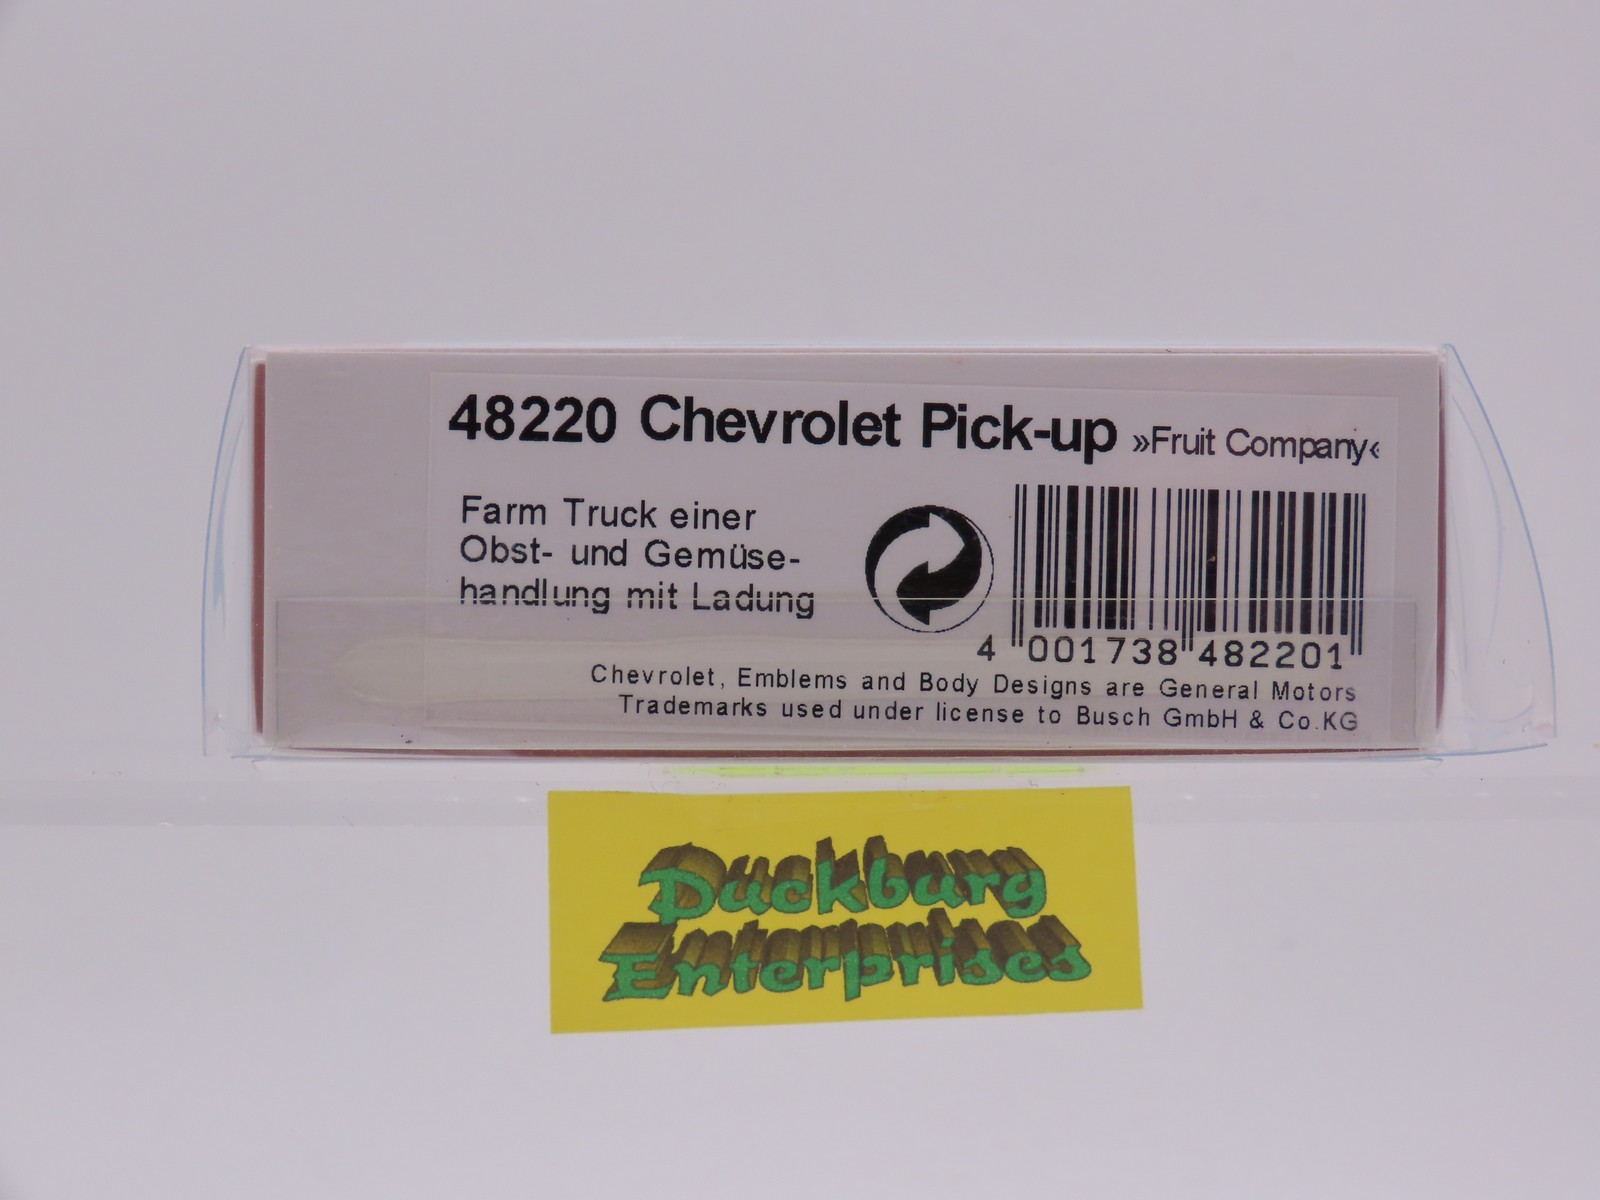 48220 Chevrolet Pick-up »Fruit Company«
Farm Truck einer
Obst- und Gemüse-
handlung mit Ladung
4 001738 482201
Chevrolet, Emblems and Body Designs are General Motors
Trademarks used under license to Busch GmbH & Co.KG
Duckburg
Enterprises